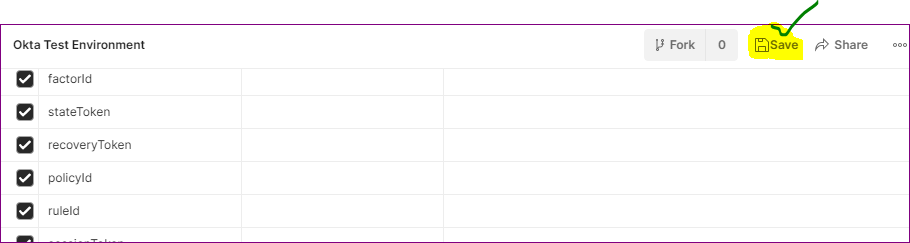 Okta Test Environment Fork 0 Save Share
factorId
stateToken
recoveryToken
policyId
ruleId